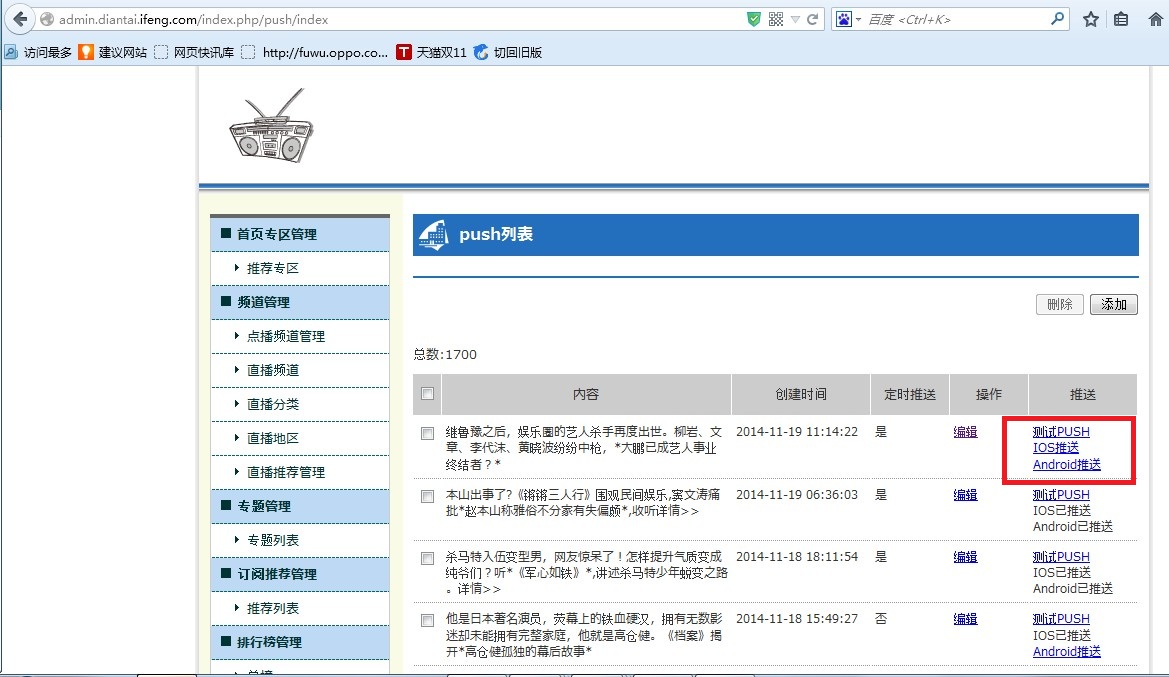 admin.diantai.ifeng.com/index.php/push/index
百度 <Ctrl+K>
访问最多 建议网站 网页快讯库 http://fuwu.oppo.co... T 天猫双11 切回旧版
首页专区管理
推荐专区
频道管理
点播频道管理
直播频道
直播分类
直播地区
直播推荐管理
专题管理
专题列表
订阅推荐管理
推荐列表
排行榜管理
push列表
删除 添加
总数:1700
内容 创建时间 定时推送 操作 推送
继鲁豫之后，娱乐圈的艺人杀手再度出世。柳岩、文
章、李代沫、黄晓波纷纷中枪，*大鹏已成艺人事业
终结者？*
2014-11-19 11:14:22 是 编辑
测试PUSH
IOS推送
Android推送
本山出事了?《锵锵三人行》围观民间娱乐,窦文涛痛
批*赵本山称雅俗不分家有失偏颇*,收听详情>>
2014-11-19 06:36:03 是 编辑
测试PUSH
IOS已推送
Android已推送
杀马特入伍变型男，网友惊呆了！怎样提升气质变成
纯爷们？听*《军心如铁》*,讲述杀马特少年蜕变之路
。详情>>
2014-11-18 18:11:54 是 编辑
测试PUSH
IOS已推送
Android已推送
他是日本著名演员，荧幕上的铁血硬汉，拥有无数影
迷却未能拥有完整家庭，他就是高仓健。《档案》揭
开*高仓健孤独的幕后故事*
2014-11-18 15:49:27 否 编辑
测试PUSH
IOS已推送
Android推送